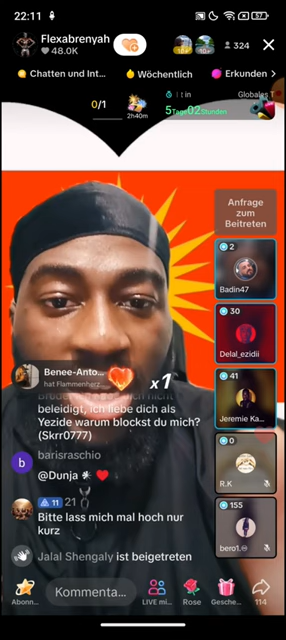 22:11
57
Flexabrenyah
48.0K
324
Chatten und Int...
Wöchentlich
Erkunden
0/1
2h40m
in
5Tage02Stunden
Globales T
Anfrage
zum
Beitreten
2
Badin47
30
Delal_ezidii
41
Jeremie Ka...
0
R.K
155
bero1.
Benee-Anto...
hat Flammenherz...
x1
nicht
beleidigt, ich liebe dich als
Yezide warum blockst du mich?
(Skrr0777)
b
barisraschio
@Dunja
11 21
Bitte lass mich mal hoch nur
kurz
Jalal Shengaly ist beigetreten
Abonn...
Kommenta...
LIVE mi...
Rose
Gesche...
114